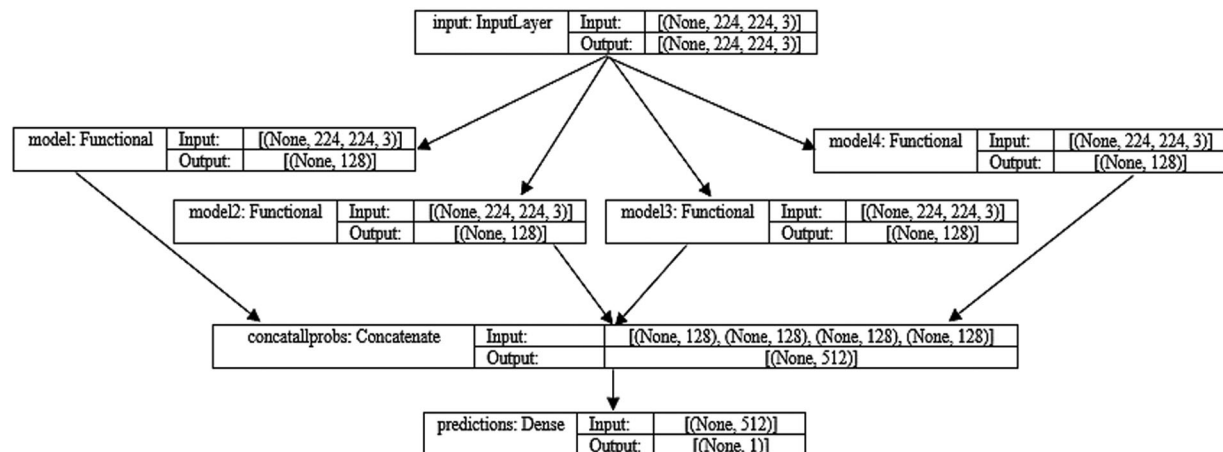 input: InputLayer Input: [(None, 224, 224, 3)]
Output: [(None, 224, 224, 3)]
model: Functional Input: [(None, 224, 224, 3)]
Output: [(None, 128)]
model4: Functional Input: [(None, 224, 224, 3)]
Output: [(None, 128)]
model2: Functional Input: [(None, 224, 224, 3)]
Output: [(None, 128)]
model3: Functional Input: [(None, 224, 224, 3)]
Output: [(None, 128)]
concatallprobs: Concatenate Input: [(None, 128), (None, 128), (None, 128), (None, 128)]
Output: [(None, 512)]
predictions: Dense Input: [(None, 512)]
Output: [(None, 1)]